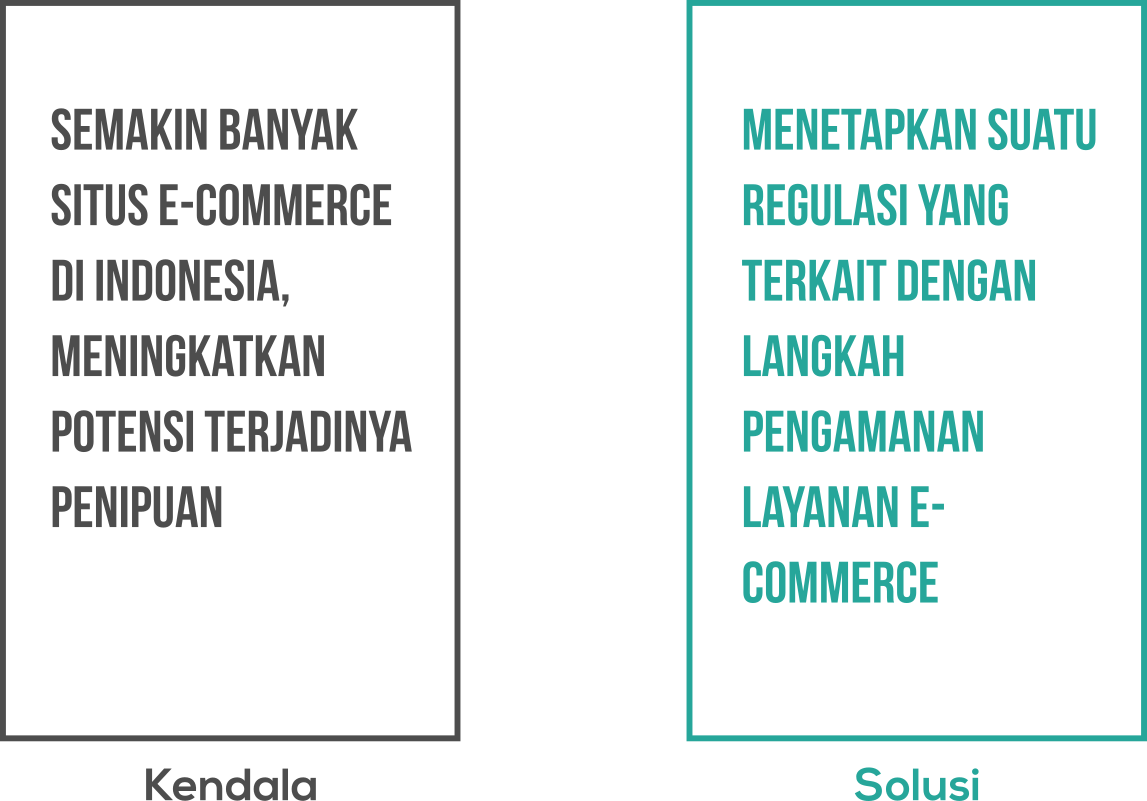 SEMAKIN BANYAK
SITUS E-COMMERCE
DI INDONESIA,
MENINGKATKAN
POTENSI TERJADINYA
PENIPUAN
Kendala
MENETAPKAN SUATU
REGULASI YANG
TERKAIT DENGAN
LANGKAH
PENGAMANAN
LAYANAN E-
COMMERCE
Solusi